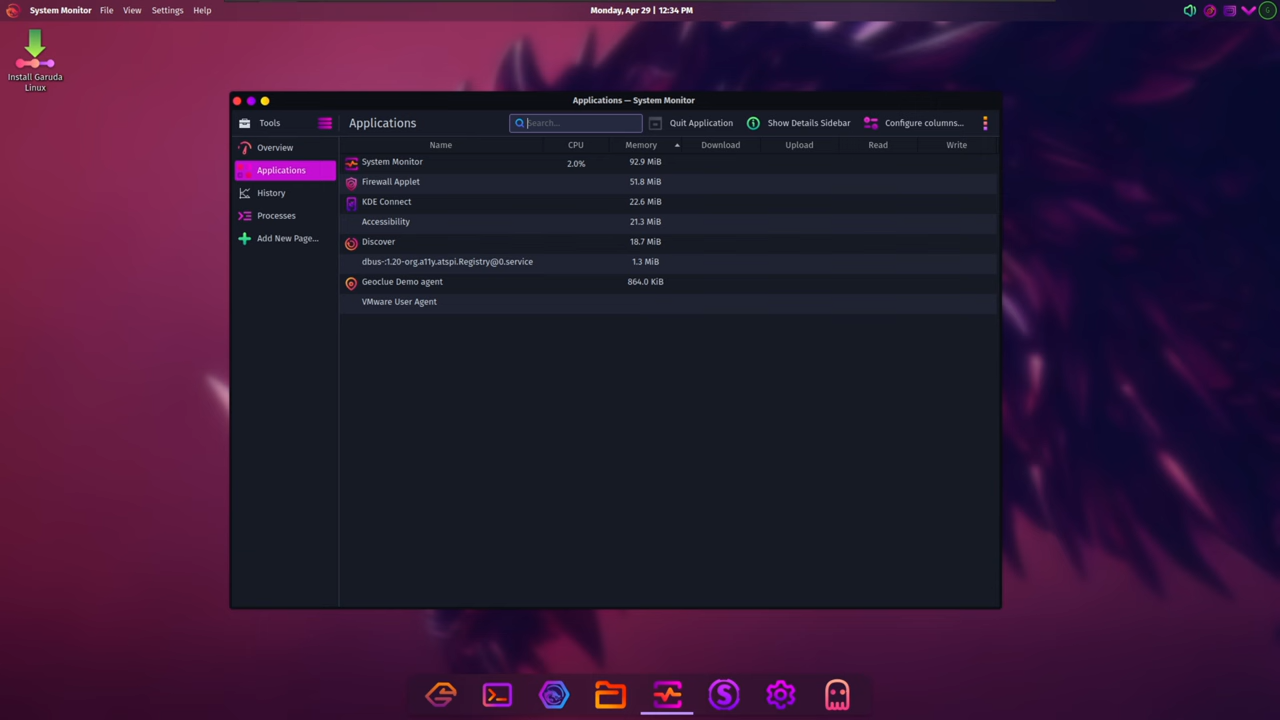 System Monitor File View Settings Help
Monday, Apr 29 | 12:34 PM
Install Garuda
Linux
Applications — System Monitor
Tools
Applications
Search...
Quit Application
Show Details Sidebar
Configure columns...
Overview
Applications
History
Processes
Add New Page...
Name CPU Memory Download Upload Read Write
System Monitor 2.0% 92.9 MiB
Firewall Applet 51.8 MiB
KDE Connect 22.6 MiB
Accessibility 21.3 MiB
Discover 18.7 MiB
dbus-:1.20-org.a11y.atspi.Registry@0.service 1.3 MiB
Geoclue Demo agent 864.0 KiB
VMware User Agent